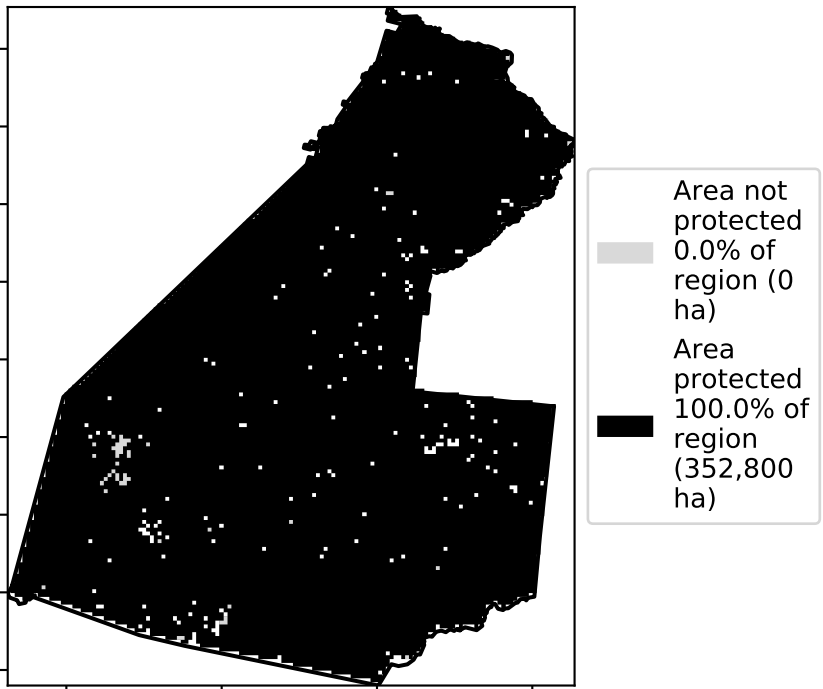 Area not
protected
0.0% of
region (0
ha)
Area
protected
100.0% of
region
(352,800
ha)